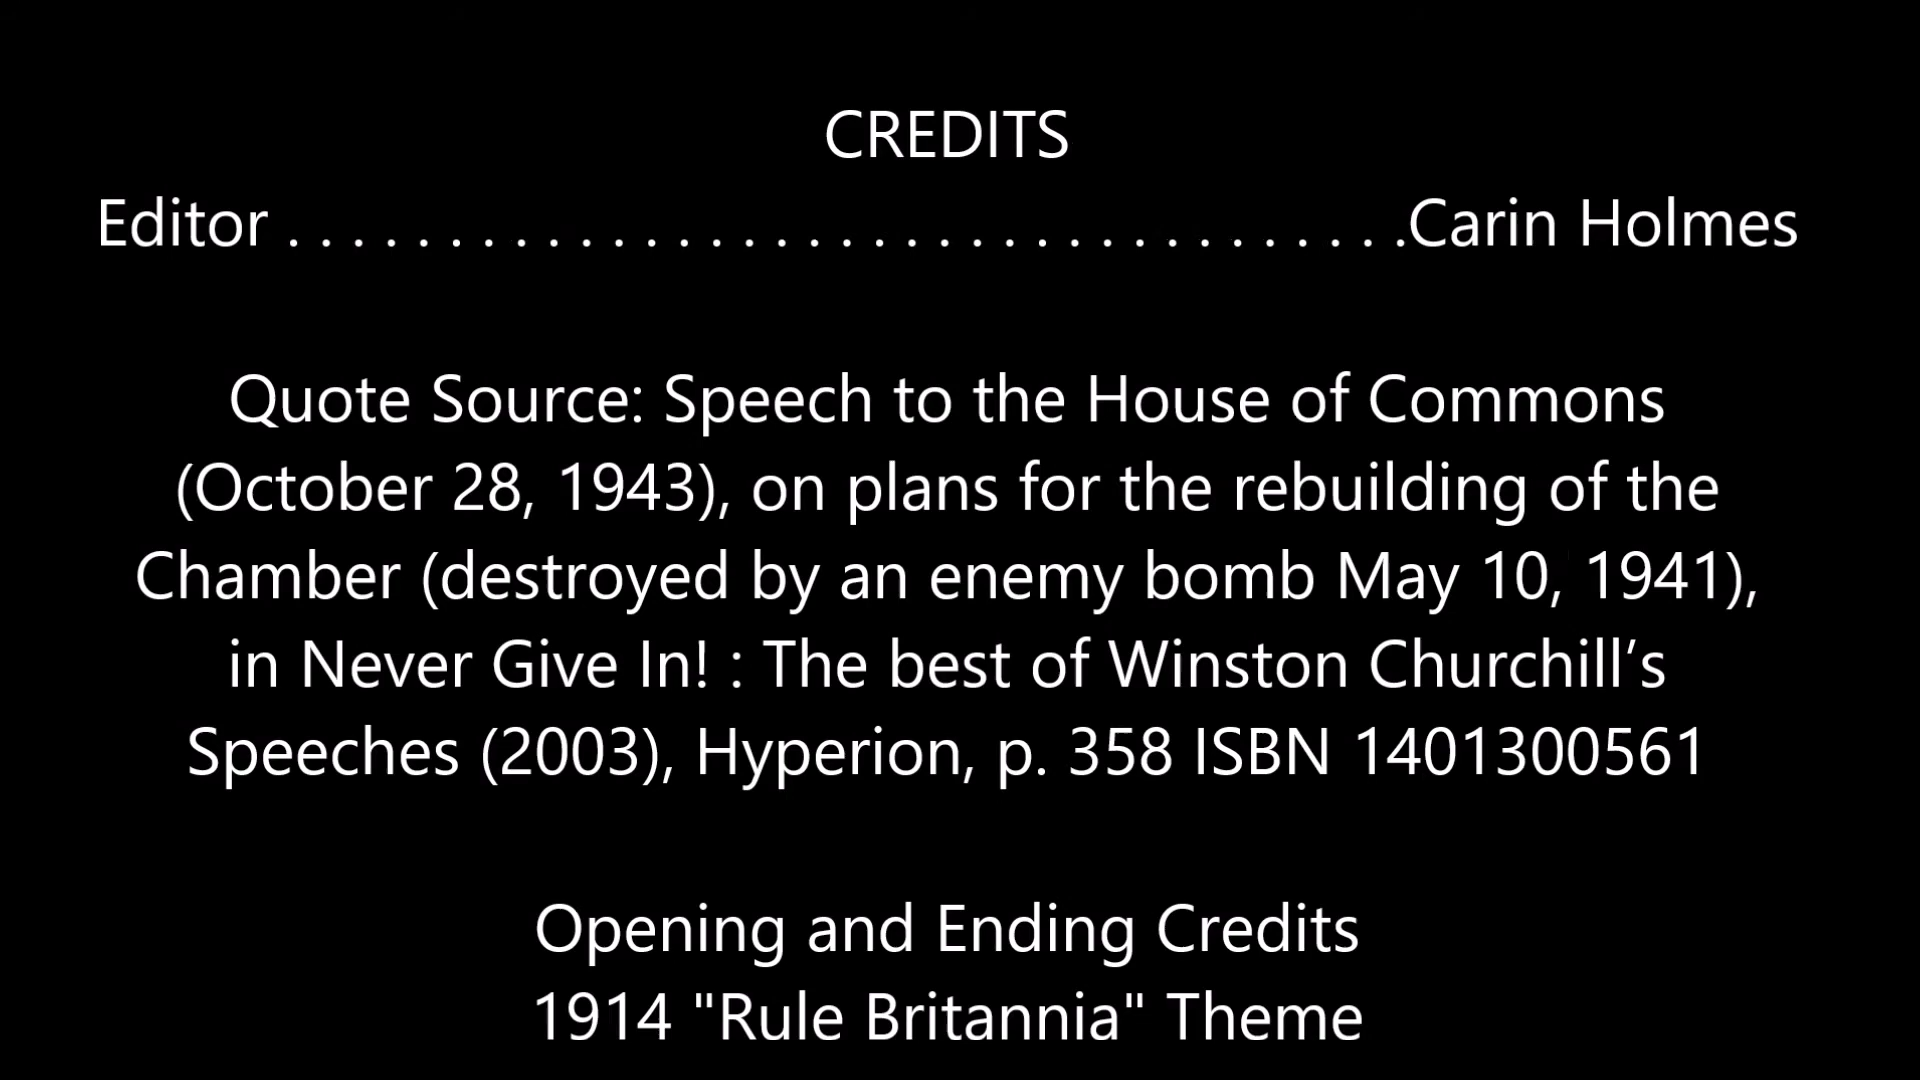 CREDITS
Editor . . . . . . . . . . . . . . . . . . . . . . . . . . . . . . . . . . .Carin Holmes
Quote Source: Speech to the House of Commons
(October 28, 1943), on plans for the rebuilding of the
Chamber (destroyed by an enemy bomb May 10, 1941),
in Never Give In! : The best of Winston Churchill’s
Speeches (2003), Hyperion, p. 358 ISBN 1401300561
Opening and Ending Credits
1914 "Rule Britannia" Theme